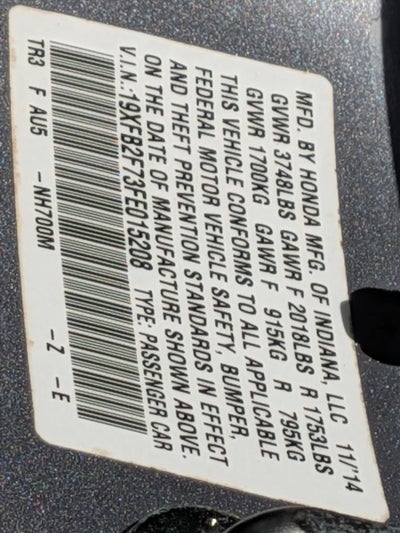 MFD. BY HONDA MFG. OF INDIANA, LLC 11/'14
GVWR 3748LBS GAWR F 2018LBS R 1753LBS
GVWR 1700KG GAWR F 915KG R 795KG
THIS VEHICLE CONFORMS TO ALL APPLICABLE
FEDERAL MOTOR VEHICLE SAFETY, BUMPER,
AND THEFT PREVENTION STANDARDS IN EFFECT
ON THE DATE OF MANUFACTURE SHOWN ABOVE.
V.I.N.: 19XFB2F73FE015208 TYPE: PASSENGER CAR
TR3 F AU5 -NH700M -Z -E